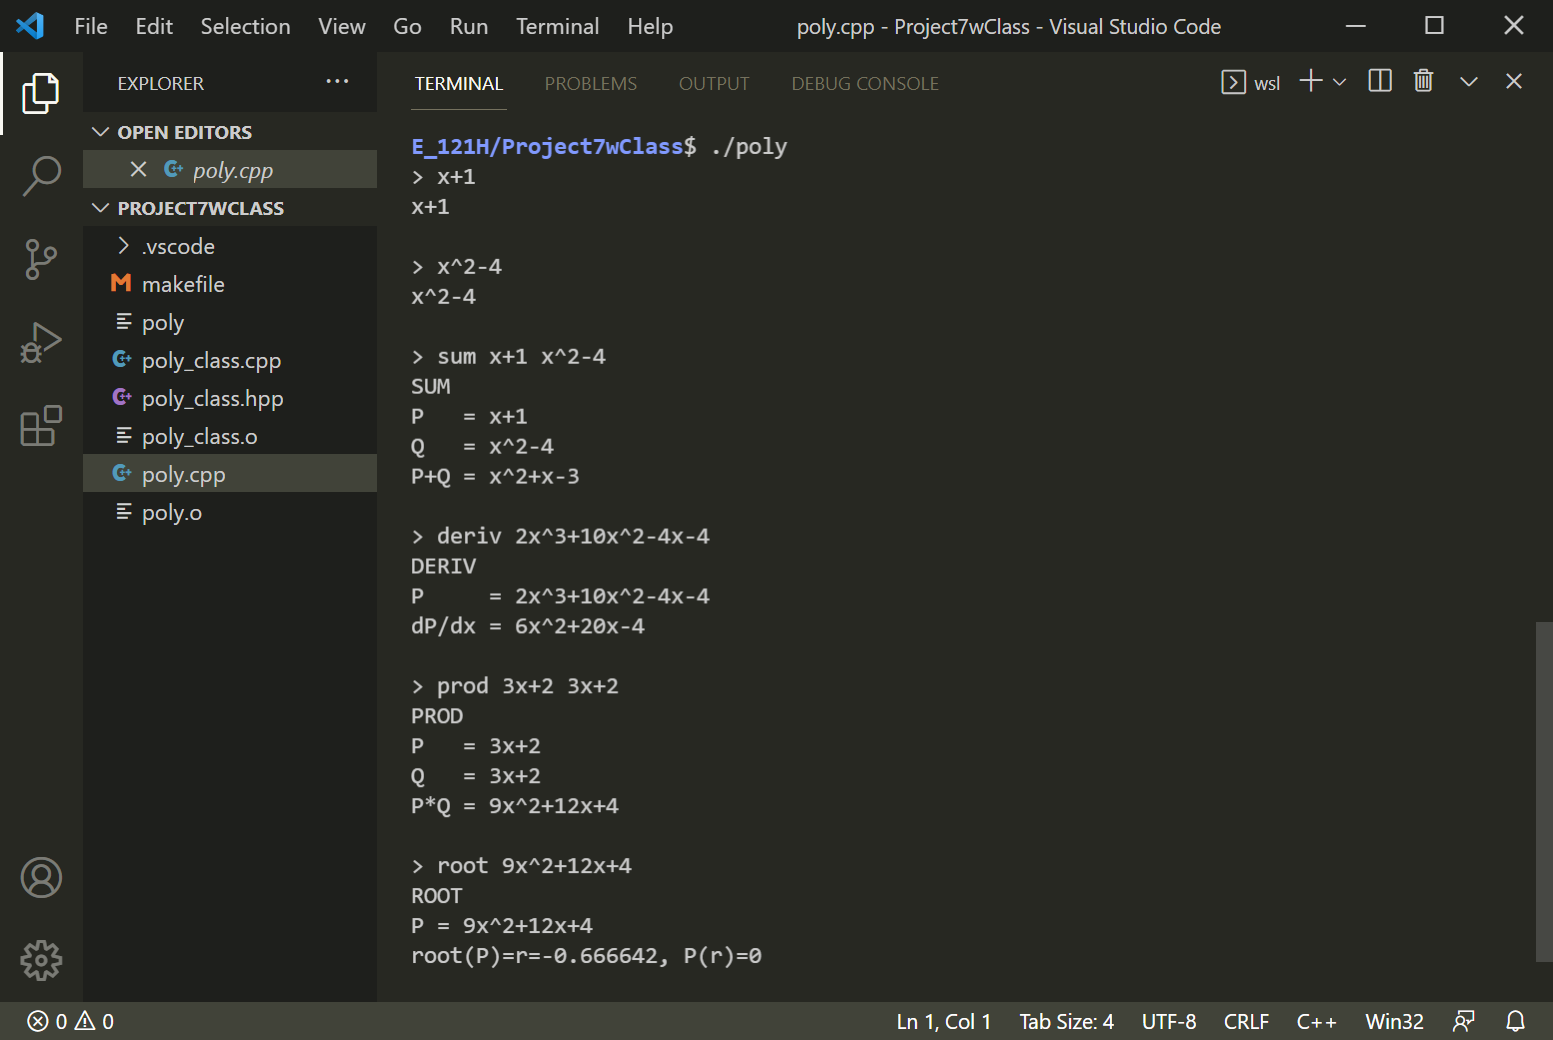 File Edit Selection View Go Run Terminal Help poly.cpp - Project7wClass - Visual Studio Code
EXPLORER
OPEN EDITORS
poly.cpp
PROJECT7WCLASS
.vscode
makefile
poly
poly_class.cpp
poly_class.hpp
poly_class.o
poly.cpp
poly.o
TERMINAL PROBLEMS OUTPUT DEBUG CONSOLE wsl
E_121H/Project7wClass$ ./poly
> x+1
x+1
> x^2-4
x^2-4
> sum x+1 x^2-4
SUM
P   = x+1
Q   = x^2-4
P+Q = x^2+x-3
> deriv 2x^3+10x^2-4x-4
DERIV
P     = 2x^3+10x^2-4x-4
dP/dx = 6x^2+20x-4
> prod 3x+2 3x+2
PROD
P   = 3x+2
Q   = 3x+2
P*Q = 9x^2+12x+4
> root 9x^2+12x+4
ROOT
P = 9x^2+12x+4
root(P)=r=-0.666642, P(r)=0
0 0 Ln 1, Col 1 Tab Size: 4 UTF-8 CRLF C++ Win32